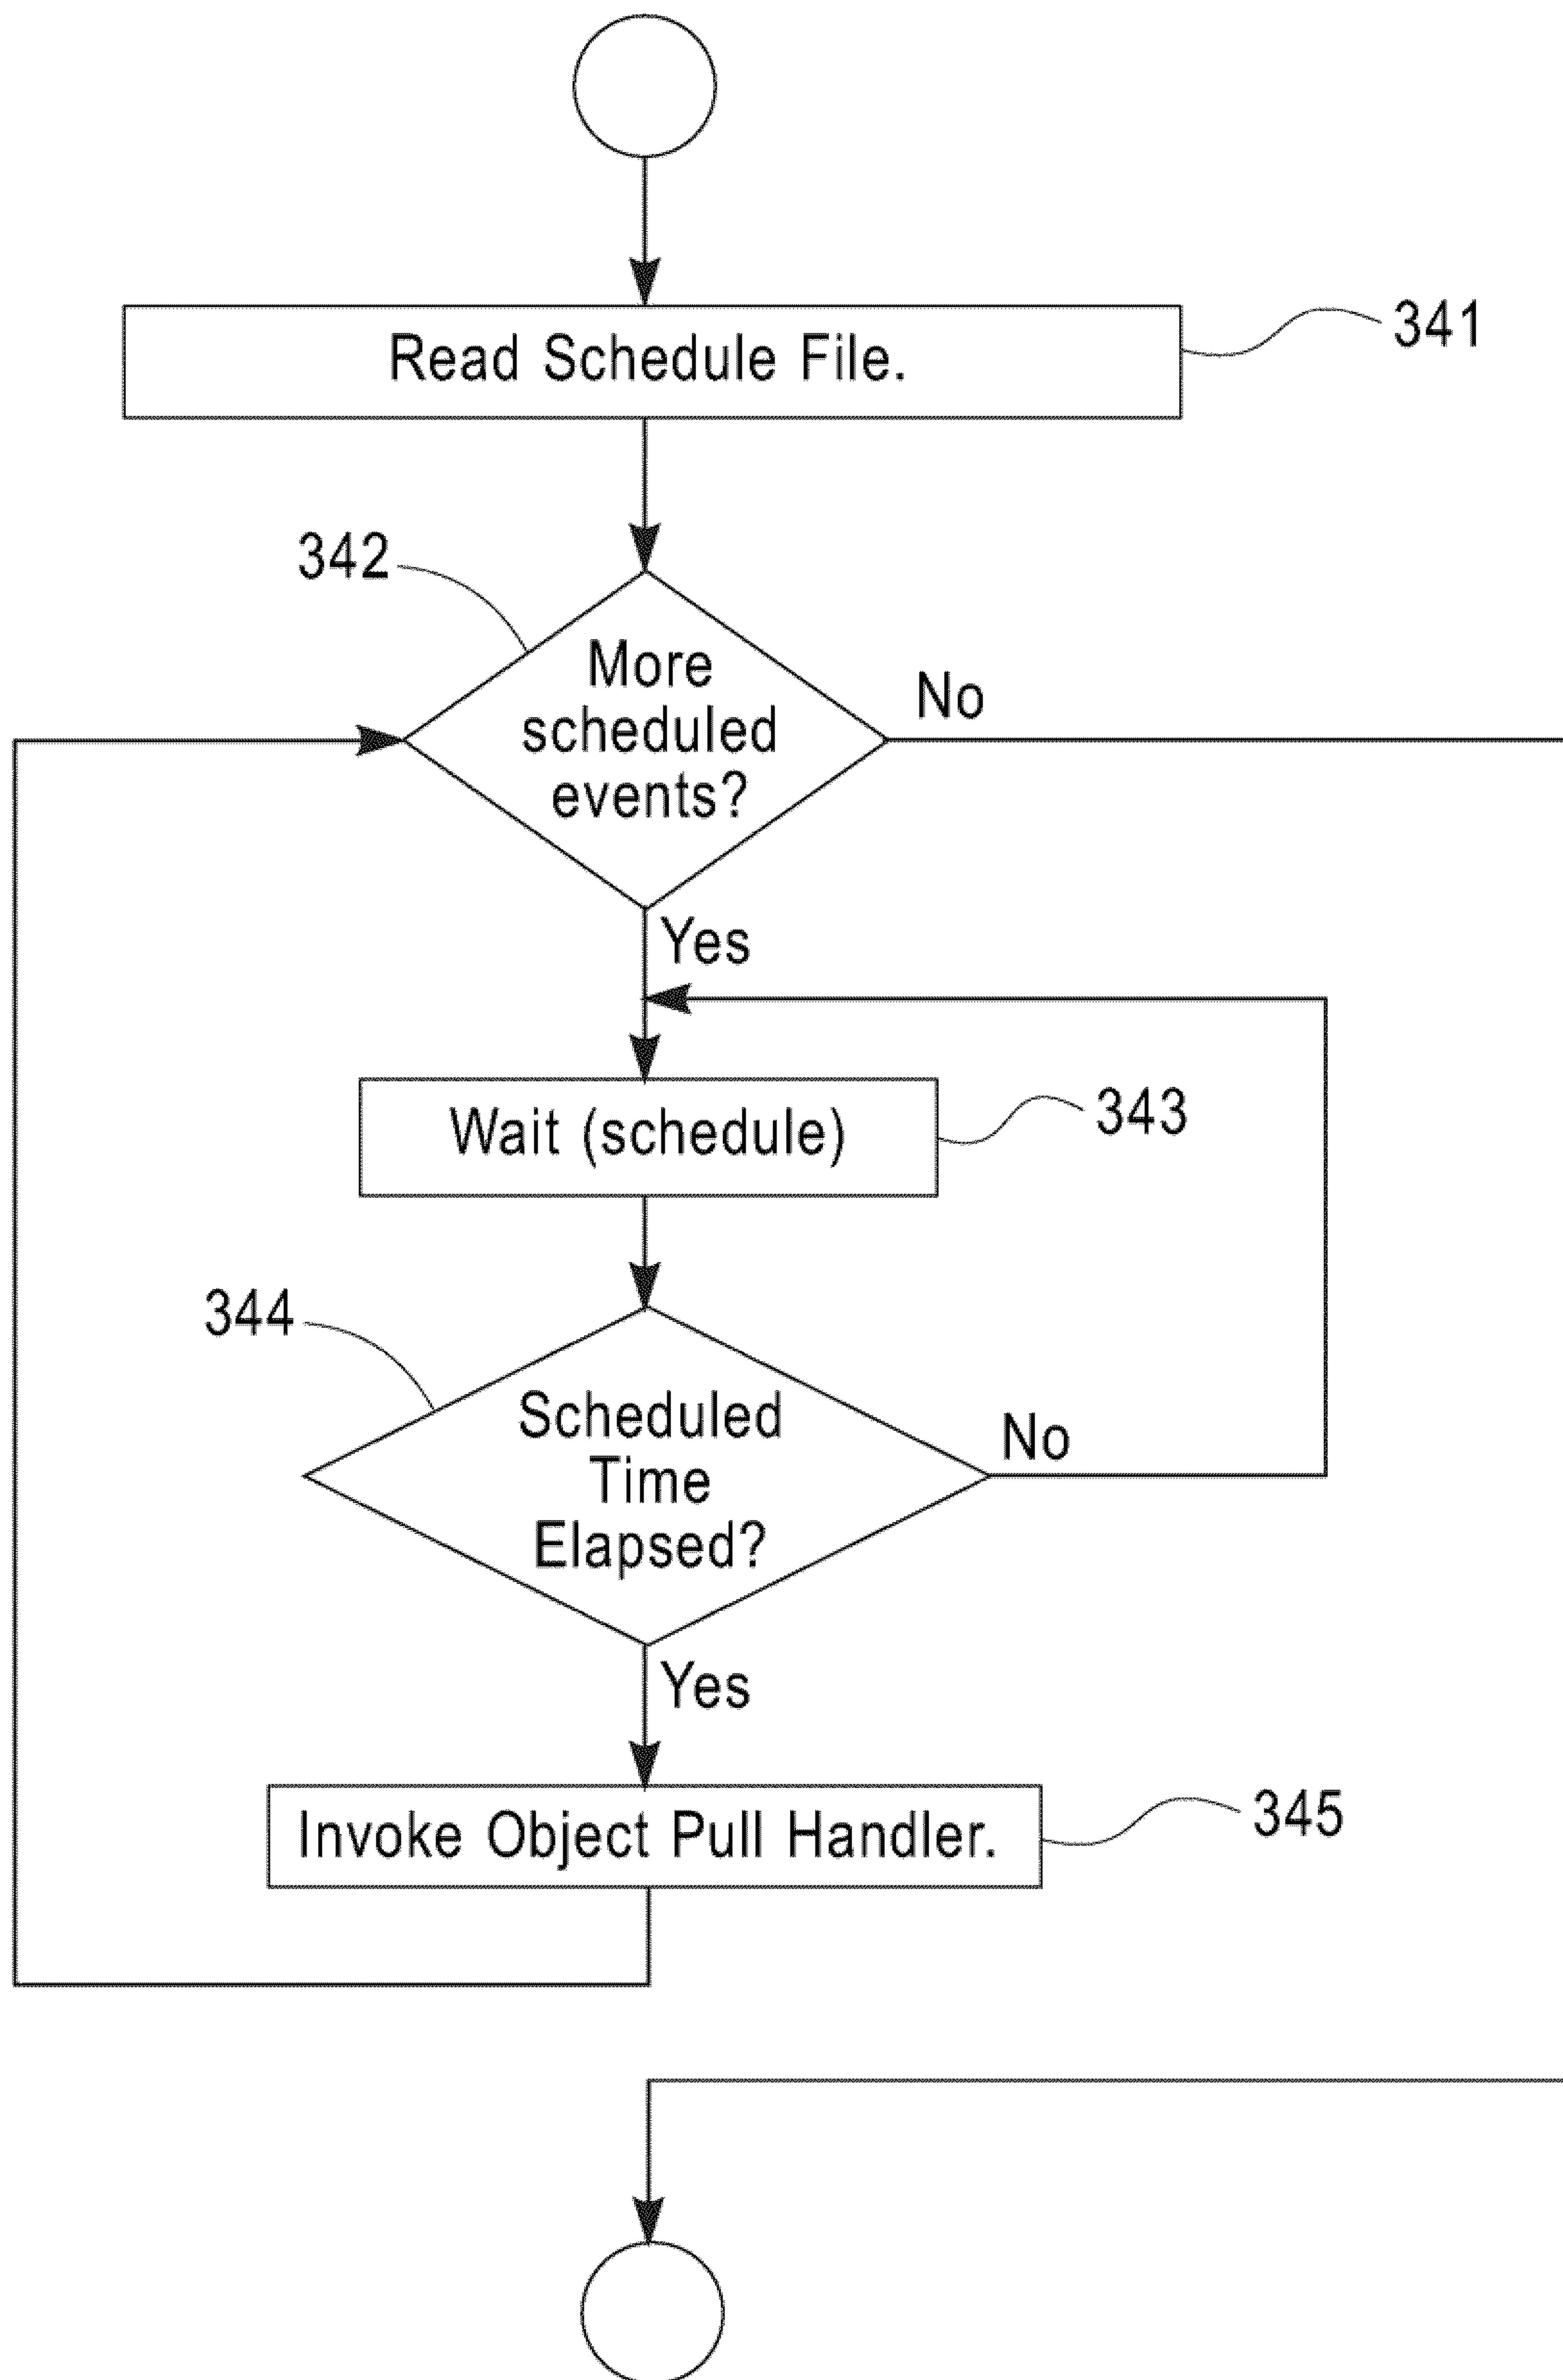 Read Schedule File.
341
342
More
scheduled
events?
No
Yes
Wait (schedule)
343
344
Scheduled
Time
Elapsed?
No
Yes
Invoke Object Pull Handler.
345